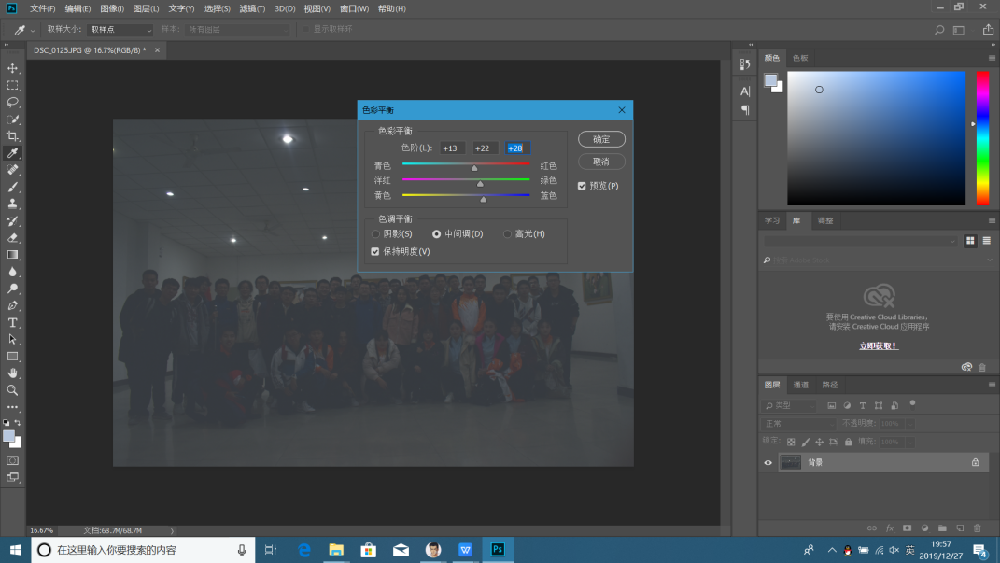 Ps 文件(F) 编辑(E) 图像(I) 图层(L) 文字(Y) 选择(S) 滤镜(T) 3D(D) 视图(V) 窗口(W) 帮助(H)
取样大小: 取样点 样本: 所有图层 显示取样环
DSC_0125.JPG @ 16.7%(RGB/8) * ×
颜色 色板
色彩平衡
色彩平衡
色阶(L): +13 +22 +28
青色 红色
洋红 绿色
黄色 蓝色
色调平衡
阴影(S) 中间调(D) 高光(H)
保持明度(V)
确定
取消
预览(P)
学习 库 调整
搜索 Adobe Stock
要使用 Creative Cloud Libraries,
请安装 Creative Cloud 应用程序
立即获取!
图层 通道 路径
类型
正常 不透明度: 100%
锁定: 填充: 100%
背景
16.67% 文档:68.7M/68.7M
在这里输入你要搜索的内容
Ps
英
19:57
2019/12/27
4